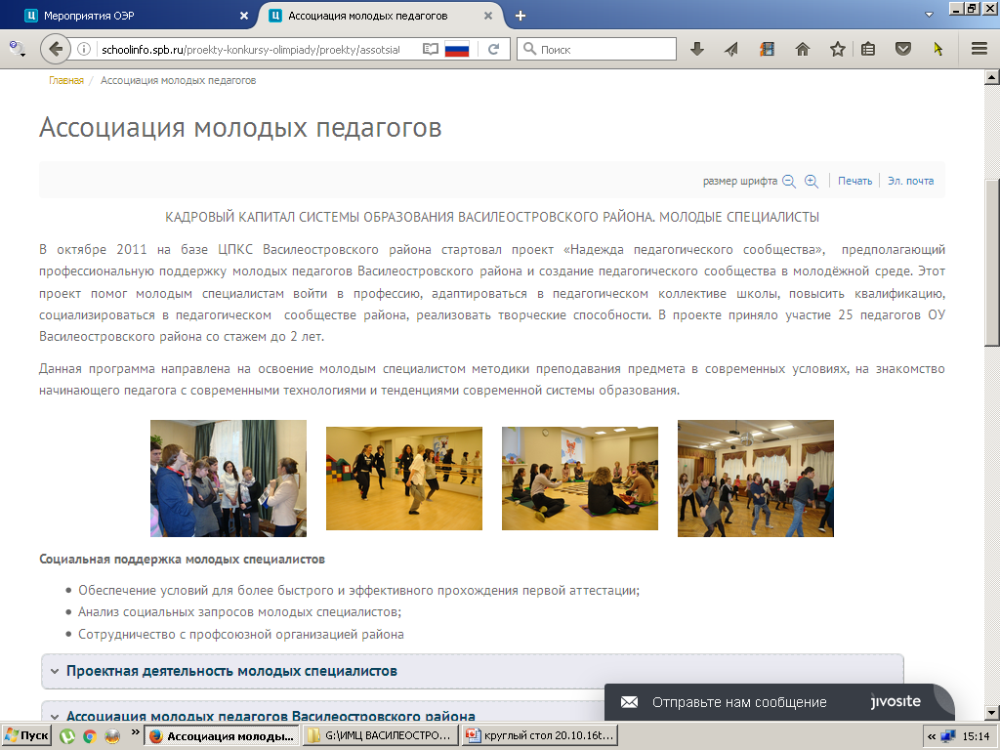 Мероприятия ОЭР
Ассоциация молодых педагогов
schoolinfo.spb.ru/proekty-konkursy-olimpiady/proekty/assotsial
Поиск
Главная / Ассоциация молодых педагогов
Ассоциация молодых педагогов
размер шрифта Печать Эл. почта
КАДРОВЫЙ КАПИТАЛ СИСТЕМЫ ОБРАЗОВАНИЯ ВАСИЛЕОСТРОВСКОГО РАЙОНА. МОЛОДЫЕ СПЕЦИАЛИСТЫ
В октябре 2011 на базе ЦПКС Василеостровского района стартовал проект «Надежда педагогического сообщества», предполагающий
профессиональную поддержку молодых педагогов Василеостровского района и создание педагогического сообщества в молодёжной среде. Этот
проект помог молодым специалистам войти в профессию, адаптироваться в педагогическом коллективе школы, повысить квалификацию,
социализироваться в педагогическом сообществе района, реализовать творческие способности. В проекте приняло участие 25 педагогов ОУ
Василеостровского района со стажем до 2 лет.
Данная программа направлена на освоение молодым специалистом методики преподавания предмета в современных условиях, на знакомство
начинающего педагога с современными технологиями и тенденциями современной системы образования.
Социальная поддержка молодых специалистов
• Обеспечение условий для более быстрого и эффективного прохождения первой аттестации;
• Анализ социальных запросов молодых специалистов;
• Сотрудничество с профсоюзной организацией района
Проектная деятельность молодых специалистов
Ассоциация молодых педагогов Василеостровского района
Отправьте нам сообщение jivosite
Пуск » Ассоциация молоды... G:\ИМЦ ВАСИЛЕОСТРО... круглый стол 20.10.16t... « 15:14